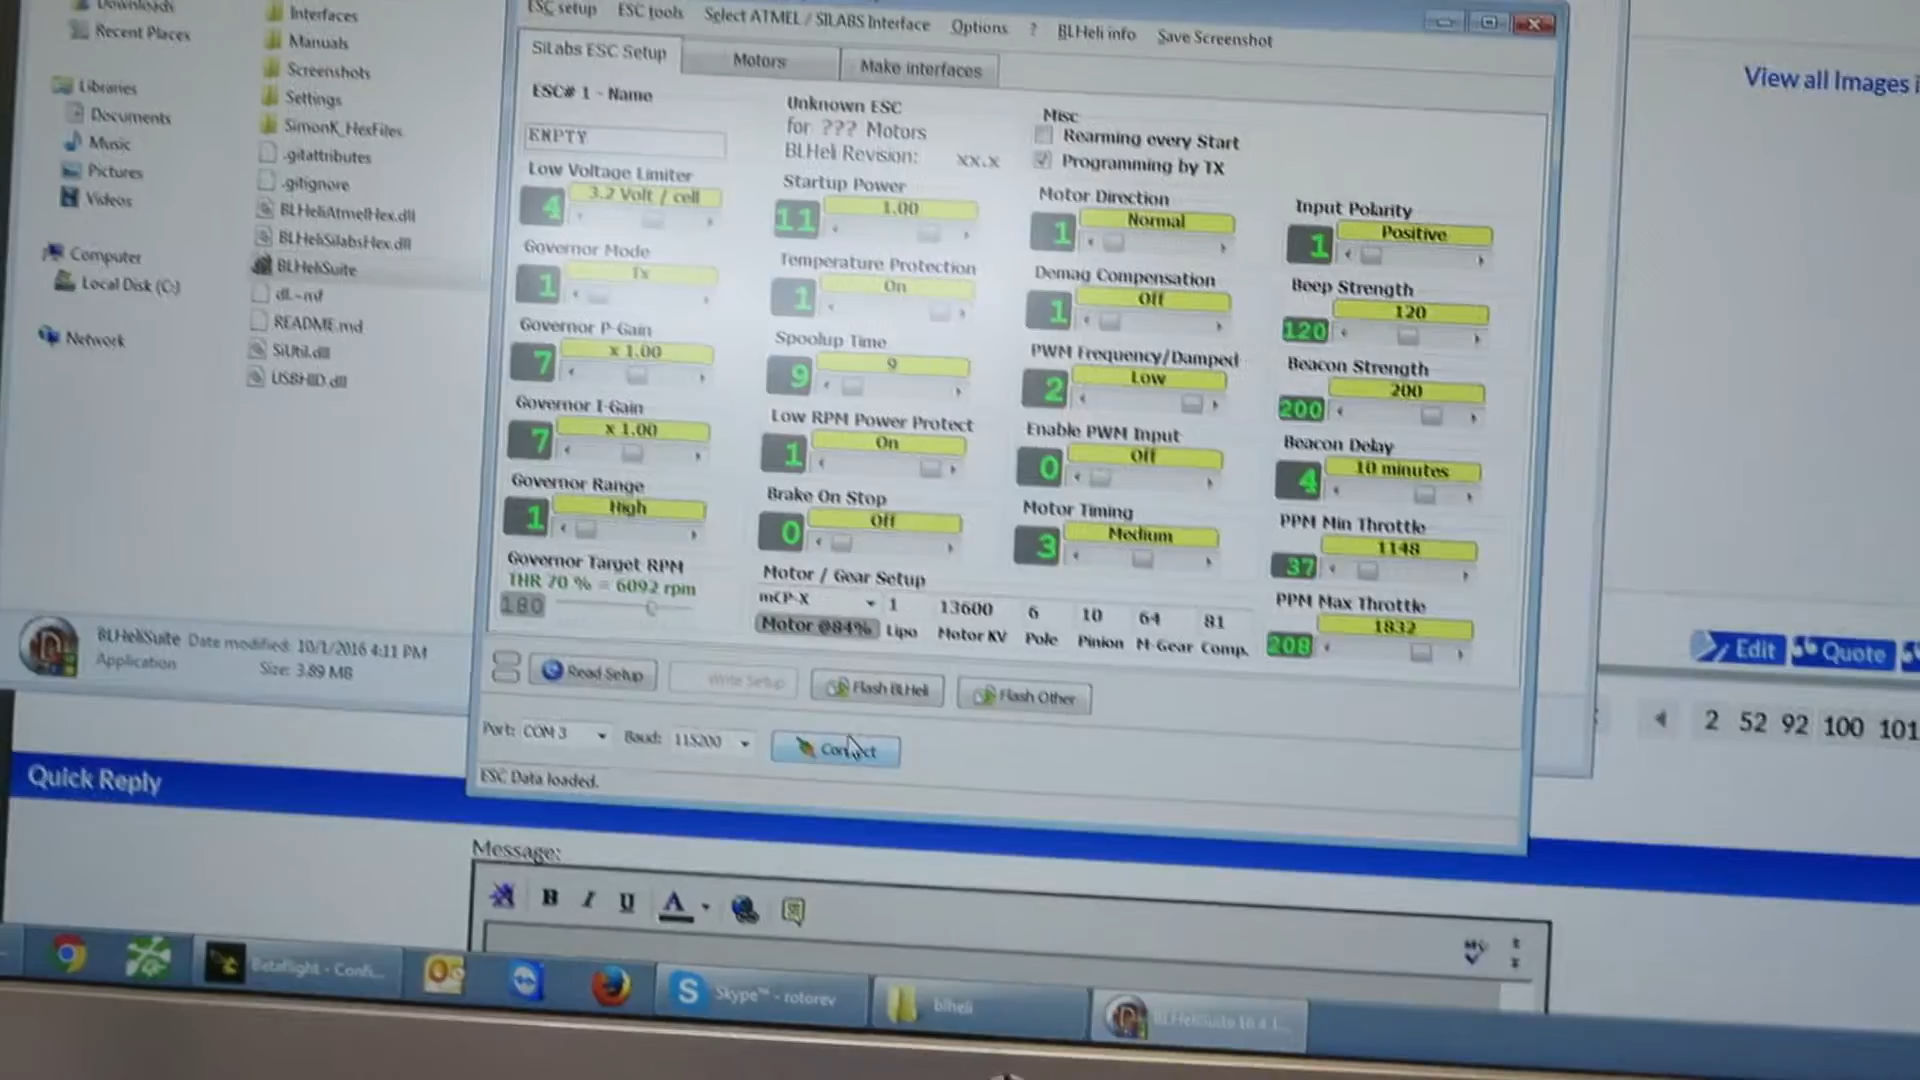 Downloads
Recent Places
Libraries
Documents
Music
Pictures
Videos
Computer
Local Disk (C:)
Network
Interfaces
Manuals
Screenshots
Settings
SimonK_HexFiles
.gitattributes
.gitignore
BLHeliAtmelHex.dll
BLHeliSilabsHex.dll
BLHeliSuite
README.md
SiUtil.dll
USBHID.dll
BLHeliSuite Date modified: 10/1/2016 4:11 PM
Application Size: 3.89 MB
ESC setup ESC tools Select ATMEL / SILABS Interface Options ? BLHeli info Save Screenshot
SiLabs ESC Setup Motors Make interfaces
ESC# 1 - Name
EMPTY
Low Voltage Limiter
4 3.2 Volt / cell
Governor Mode
1 Tx
Governor P-Gain
7 x 1.00
Governor I-Gain
7 x 1.00
Governor Range
1 High
Governor Target RPM
THR 70 % = 6092 rpm
180
Unknown ESC
for ??? Motors
BLHeli Revision: xx.x
Startup Power
11 1.00
Temperature Protection
1 On
Spoolup Time
9 9
Low RPM Power Protect
1 On
Brake On Stop
0 Off
Motor / Gear Setup
mCP-X 1 13600 6 10 64 81
Motor @84% Lipo Motor KV Pole Pinion M-Gear Comp.
Misc
Rearming every Start
Programming by TX
Motor Direction
1 Normal
Demag Compensation
1 Off
PWM Frequency/Damped
2 Low
Enable PWM Input
0 Off
Motor Timing
3 Medium
Input Polarity
1 Positive
Beep Strength
120 120
Beacon Strength
200 200
Beacon Delay
4 10 minutes
PPM Min Throttle
37 1148
PPM Max Throttle
208 1832
Read Setup Write Setup Flash BLHeli Flash Other
Port: COM 3 Baud: 115200 Connect
ESC Data loaded.
View all Images i
Edit Quote
2 52 92 100 101
Quick Reply
Message:
B I U A
Betaflight - Confi...
Skype™ - rotorev
blheli